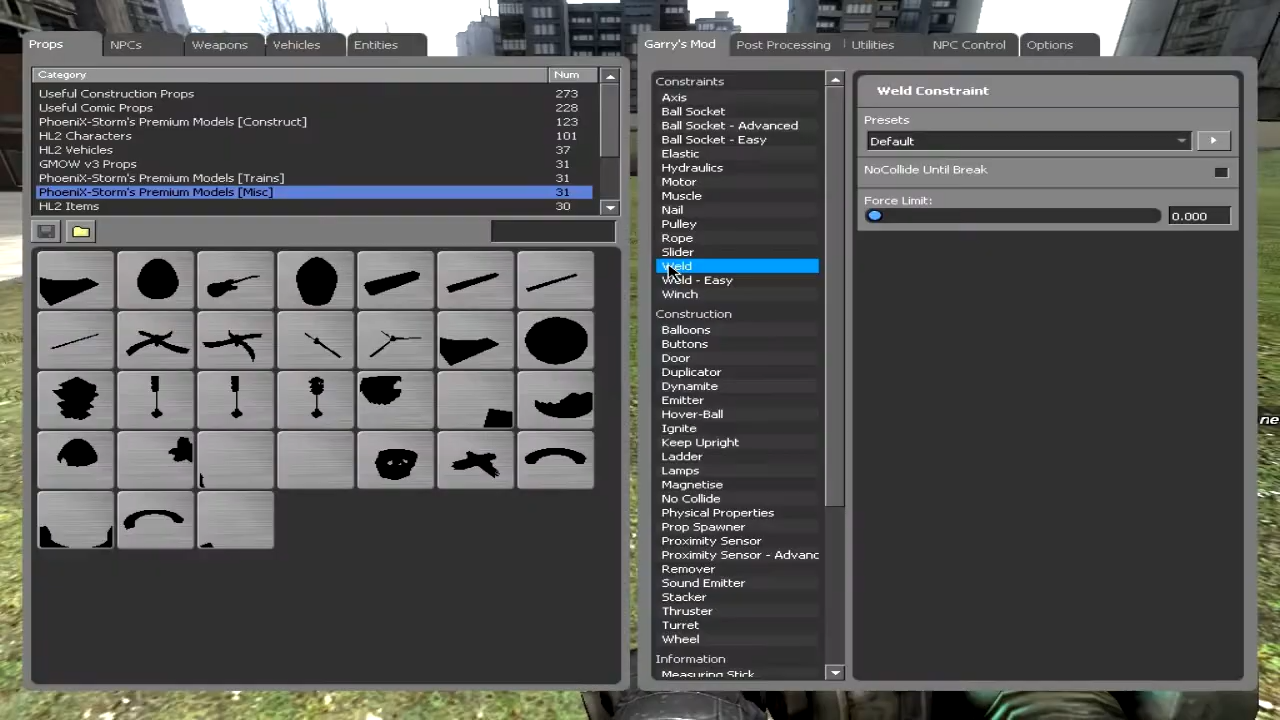 Props
NPCs
Weapons
Vehicles
Entities
Category Num
Useful Construction Props 273
Useful Comic Props 228
PhoeniX-Storm's Premium Models [Construct] 123
HL2 Characters 101
HL2 Vehicles 37
GMOW v3 Props 31
PhoeniX-Storm's Premium Models [Trains] 31
PhoeniX-Storm's Premium Models [Misc] 31
HL2 Items 30
Garry's Mod
Post Processing
Utilities
NPC Control
Options
Constraints
Axis
Ball Socket
Ball Socket - Advanced
Ball Socket - Easy
Elastic
Hydraulics
Motor
Muscle
Nail
Pulley
Rope
Slider
Weld
Weld - Easy
Winch
Construction
Balloons
Buttons
Door
Duplicator
Dynamite
Emitter
Hover-Ball
Ignite
Keep Upright
Ladder
Lamps
Magnetise
No Collide
Physical Properties
Prop Spawner
Proximity Sensor
Proximity Sensor - Advanc
Remover
Sound Emitter
Stacker
Thruster
Turret
Wheel
Information
Measuring Stick
Weld Constraint
Presets
Default
NoCollide Until Break
Force Limit:
0.000
ne